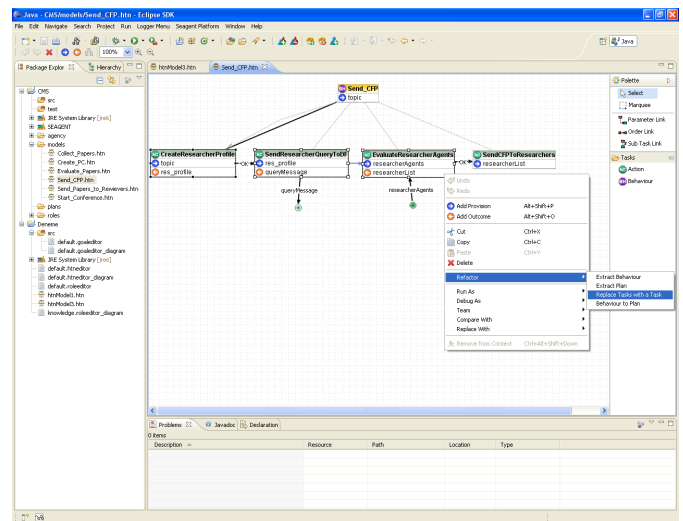 Java - CMS/models/Send_CFP.htn - Eclipse SDK
File Edit Navigate Search Project Run Logger Menu Seagent Platform Window Help
100%
Java
Package Explor
Hierarchy
htnModel3.htn
Send_CFP.htn
Palette
Select
Marquee
Parameter Link
Order Link
Sub Task Link
Tasks
Action
Behaviour
CMS
src
test
JRE System Library [jre6]
SEAGENT
agency
models
Collect_Papers.htn
Create_PC.htn
Evaluate_Papers.htn
Send_CFP.htn
Send_Papers_to_Rewievers.htn
Start_Conference.htn
plans
roles
Deneme
src
default.goaleditor
default.goaleditor_diagram
JRE System Library [jre6]
default.htneditor
default.htneditor_diagram
default.roleeditor
htnModel1.htn
htnModel3.htn
knowledge.roleeditor_diagram
Send_CFP
topic
CreateResearcherProfile
topic
res_profile
OK
SendResearcherQueryToDF
res_profile
queryMessage
EvaluateResearcherAgents
researcherAgents
researcherList
OK
SendCFPToResearchers
researcherList
queryMessage
researcherAgents
Undo
Redo
Add Provision Alt+Shift+P
Add Outcome Alt+Shift+O
Cut Ctrl+X
Copy Ctrl+C
Paste Ctrl+V
Delete
Refactor
Run As
Debug As
Team
Compare With
Replace With
Remove from Context Ctrl+Alt+Shift+Down
Extract Behaviour
Extract Plan
Replace Tasks with a Task
Behaviour to Plan
Problems
Javadoc
Declaration
0 items
Description Resource Path Location Type